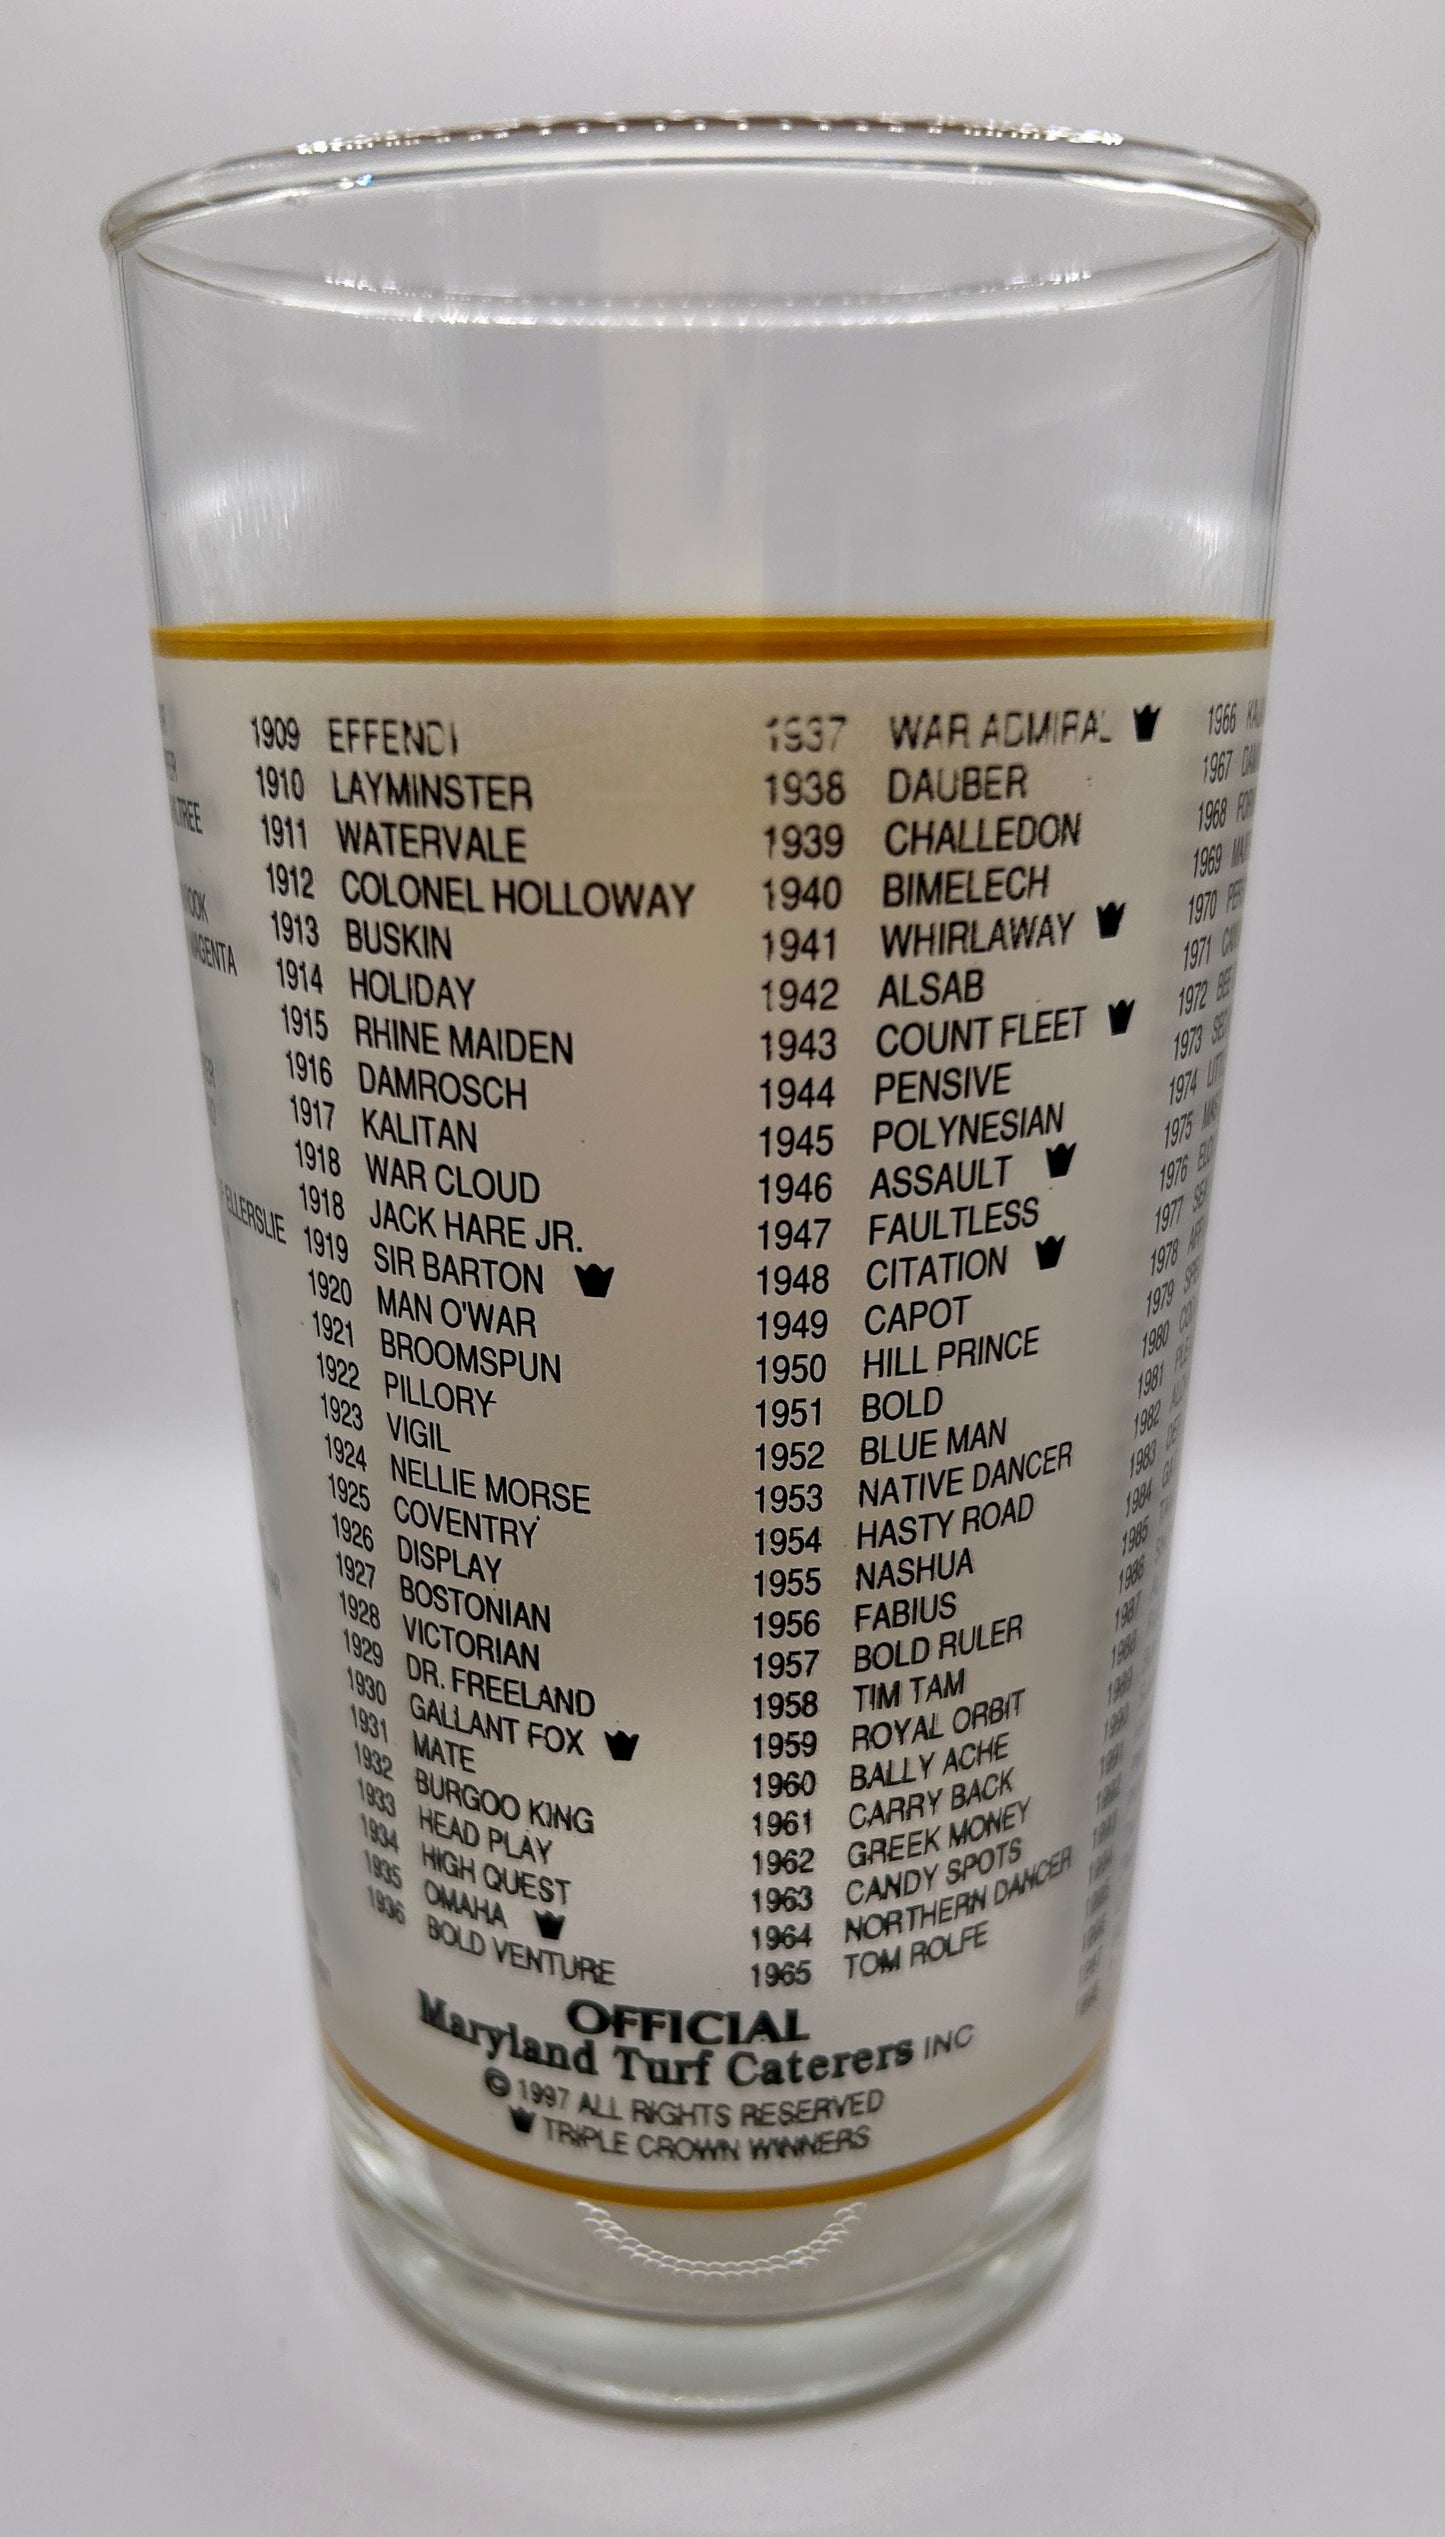 TREE
OOK
MAGENTA
ELLERSLIE
1909 EFFENDI
1910 LAYMINSTER
1911 WATERVALE
1912 COLONEL HOLLOWAY
1913 BUSKIN
1914 HOLIDAY
1915 RHINE MAIDEN
1916 DAMROSCH
1917 KALITAN
1918 WAR CLOUD
1918 JACK HARE JR.
1919 SIR BARTON
1920 MAN O'WAR
1921 BROOMSPUN
1922 PILLORY
1923 VIGIL
1924 NELLIE MORSE
1925 COVENTRY
1926 DISPLAY
1927 BOSTONIAN
1928 VICTORIAN
1929 DR. FREELAND
1930 GALLANT FOX
1931 MATE
1932 BURGOO KING
1933 HEAD PLAY
1934 HIGH QUEST
1935 OMAHA
1936 BOLD VENTURE
1937 WAR ADMIRAL
1938 DAUBER
1939 CHALLEDON
1940 BIMELECH
1941 WHIRLAWAY
1942 ALSAB
1943 COUNT FLEET
1944 PENSIVE
1945 POLYNESIAN
1946 ASSAULT
1947 FAULTLESS
1948 CITATION
1949 CAPOT
1950 HILL PRINCE
1951 BOLD
1952 BLUE MAN
1953 NATIVE DANCER
1954 HASTY ROAD
1955 NASHUA
1956 FABIUS
1957 BOLD RULER
1958 TIM TAM
1959 ROYAL ORBIT
1960 BALLY ACHE
1961 CARRY BACK
1962 GREEK MONEY
1963 CANDY SPOTS
1964 NORTHERN DANCER
1965 TOM ROLFE
1966
1967
1968
1969
1970
1971
1972
1973
1974
1975
1976
1977
1978
1979
1980
1981
1982
1983
1984
1985
1986
1987
1988
1989
1990
OFFICIAL
Maryland Turf Caterers INC
© 1997 ALL RIGHTS RESERVED
TRIPLE CROWN WINNERS